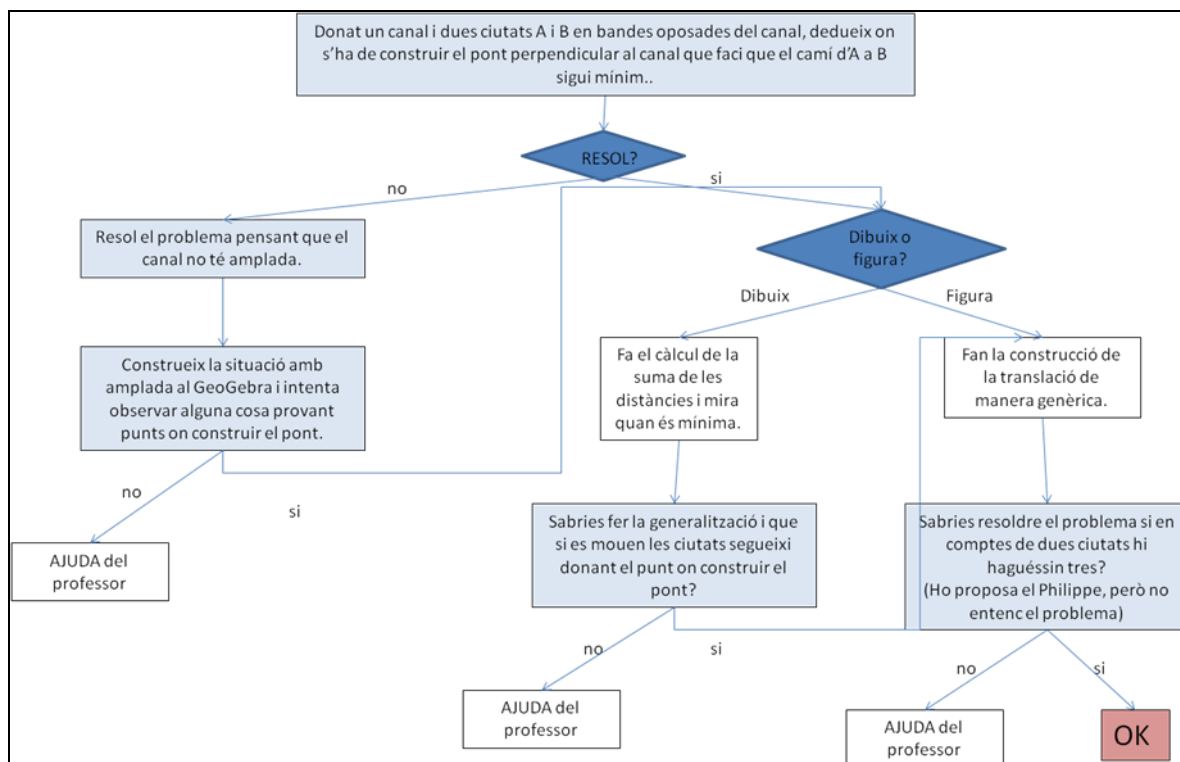 Donat un canal i dues ciutats A i B en bandes oposades del canal, dedueix on
s'ha de construir el pont perpendicular al canal que faci que el camí d'A a B
sigui mínim..
RESOL?
no
si
Resol el problema pensant que el
canal no té amplada.
Dibuix o
figura?
Dibuix
Figura
Construeix la situació amb
amplada al GeoGebra i intenta
observar alguna cosa provant
punts on construir el pont.
Fa el càlcul de la
suma de les
distàncies i mira
quan és mínima.
Fan la construcció de
la translació de
manera genèrica.
no
si
AJUDA del
professor
Sabries fer la generalització i que
si es mouen les ciutats segueixi
donant el punt on construir el
pont?
Sabries resoldre el problema si en
comptes de dues ciutats hi
haguéssin tres?
(Ho proposa el Philippe, però no
entenc el problema)
no
si
no
si
AJUDA del
professor
AJUDA del
professor
OK